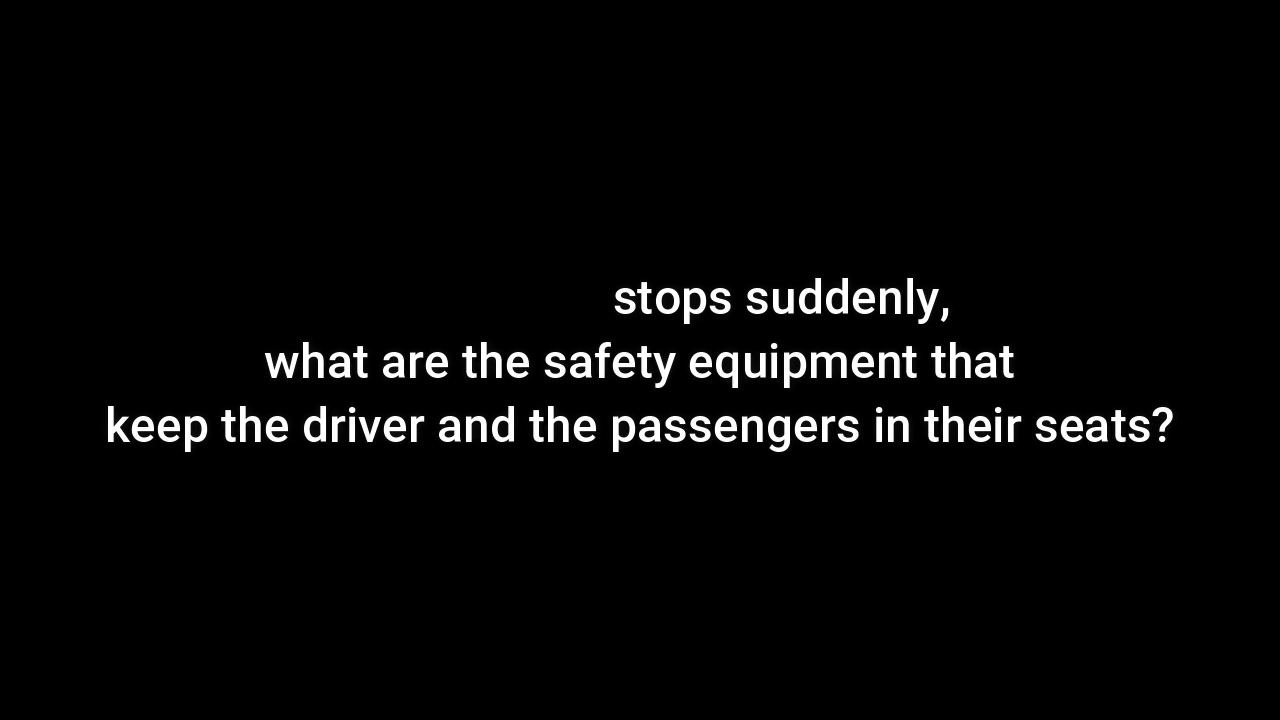 stops suddenly,
what are the safety equipment that
keep the driver and the passengers in their seats?